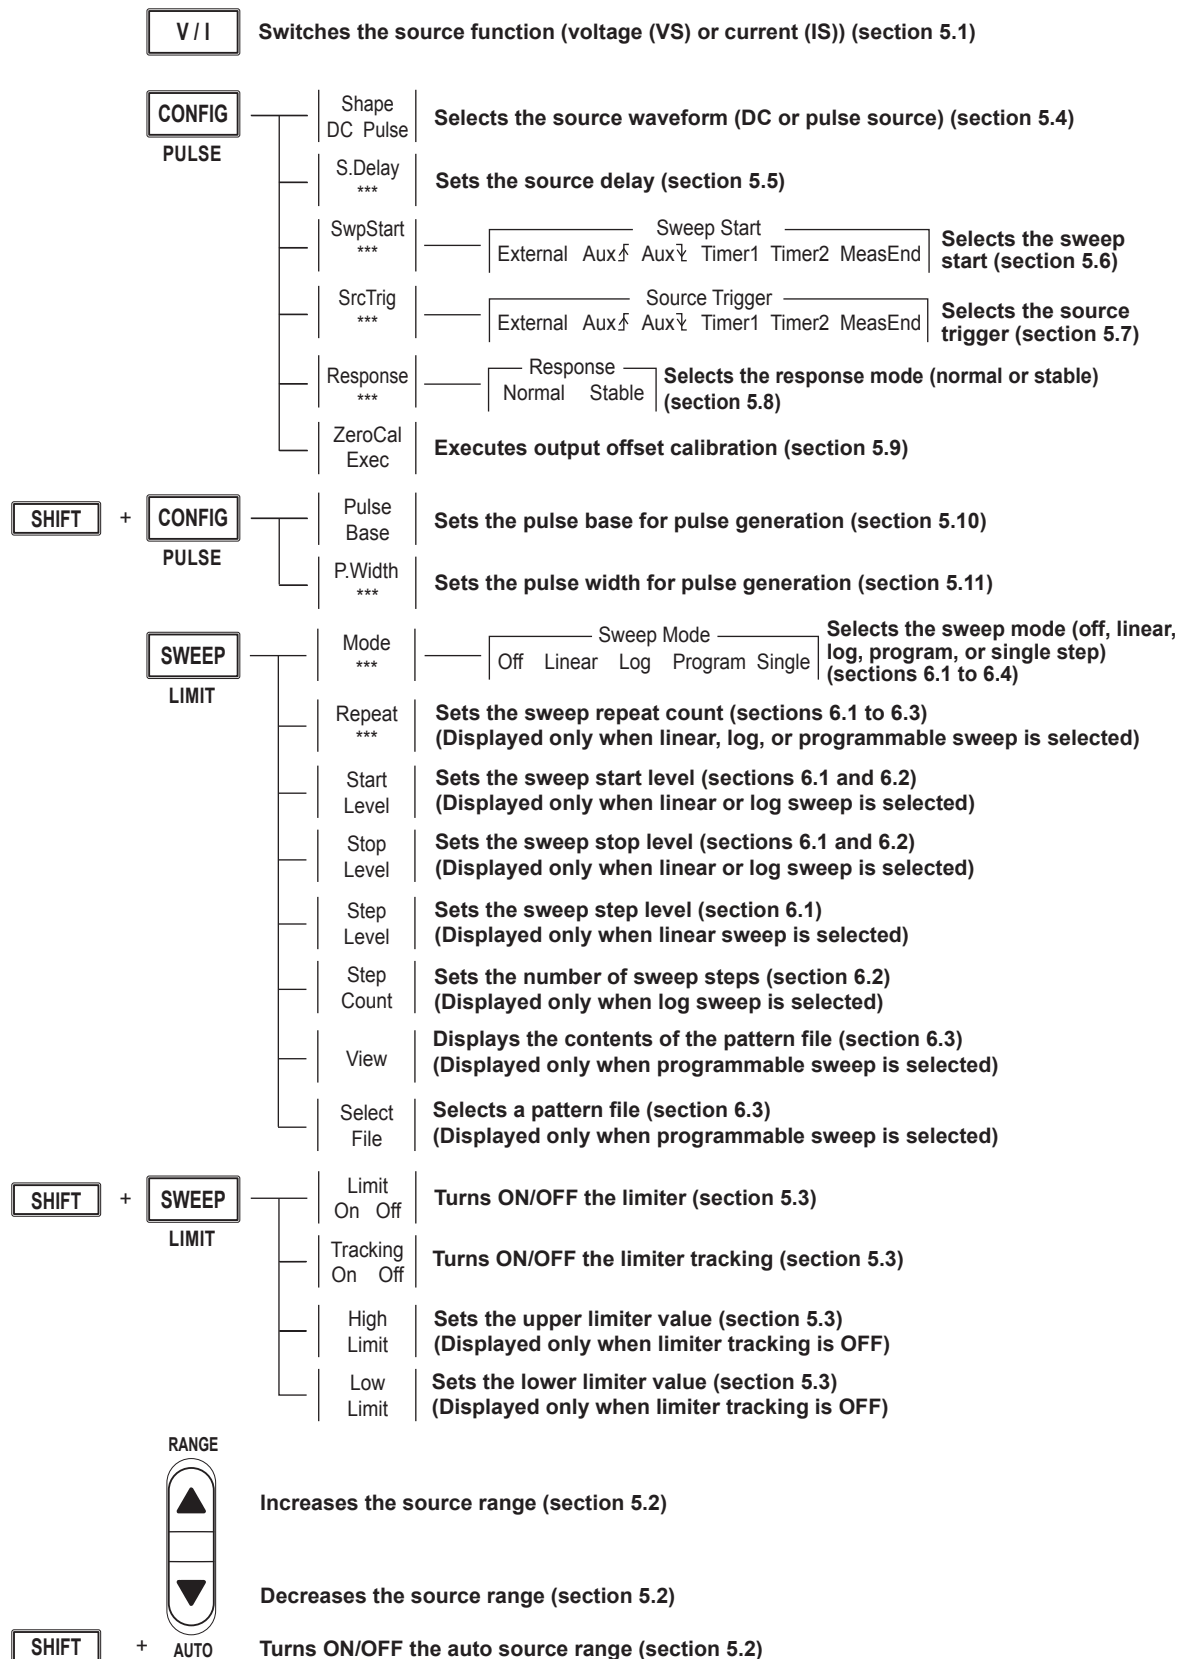 V / I Switches the source function (voltage (VS) or current (IS)) (section 5.1)
CONFIG
PULSE
Shape
DC Pulse
Selects the source waveform (DC or pulse source) (section 5.4)
S.Delay
***
Sets the source delay (section 5.5)
SwpStart
***
Sweep Start
External Aux Aux Timer1 Timer2 MeasEnd
Selects the sweep
start (section 5.6)
SrcTrig
***
Source Trigger
External Aux Aux Timer1 Timer2 MeasEnd
Selects the source
trigger (section 5.7)
Response
***
Response
Normal Stable
Selects the response mode (normal or stable)
(section 5.8)
ZeroCal
Exec
Executes output offset calibration (section 5.9)
SHIFT + CONFIG
PULSE
Pulse
Base
Sets the pulse base for pulse generation (section 5.10)
P.Width
***
Sets the pulse width for pulse generation (section 5.11)
SWEEP
LIMIT
Mode
***
Sweep Mode
Off Linear Log Program Single
Selects the sweep mode (off, linear,
log, program, or single step)
(sections 6.1 to 6.4)
Repeat
***
Sets the sweep repeat count (sections 6.1 to 6.3)
(Displayed only when linear, log, or programmable sweep is selected)
Start
Level
Sets the sweep start level (sections 6.1 and 6.2)
(Displayed only when linear or log sweep is selected)
Stop
Level
Sets the sweep stop level (sections 6.1 and 6.2)
(Displayed only when linear or log sweep is selected)
Step
Level
Sets the sweep step level (section 6.1)
(Displayed only when linear sweep is selected)
Step
Count
Sets the number of sweep steps (section 6.2)
(Displayed only when log sweep is selected)
View
Displays the contents of the pattern file (section 6.3)
(Displayed only when programmable sweep is selected)
Select
File
Selects a pattern file (section 6.3)
(Displayed only when programmable sweep is selected)
SHIFT + SWEEP
LIMIT
Limit
On Off
Turns ON/OFF the limiter (section 5.3)
Tracking
On Off
Turns ON/OFF the limiter tracking (section 5.3)
High
Limit
Sets the upper limiter value (section 5.3)
(Displayed only when limiter tracking is OFF)
Low
Limit
Sets the lower limiter value (section 5.3)
(Displayed only when limiter tracking is OFF)
RANGE
Increases the source range (section 5.2)
Decreases the source range (section 5.2)
SHIFT + AUTO Turns ON/OFF the auto source range (section 5.2)